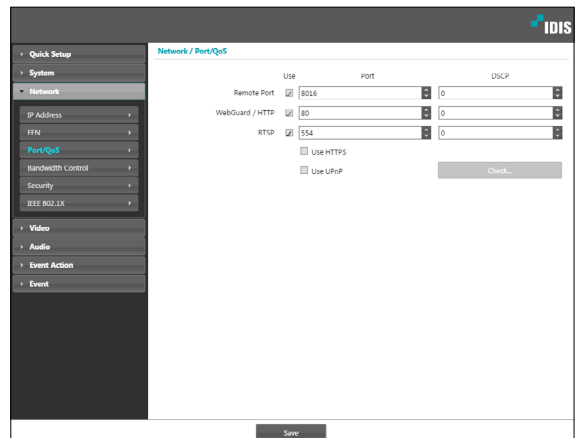 IDIS
Quick Setup
System
Network
IP Address
FEN
Port/QoS
Bandwidth Control
Security
IEEE 802.1X
Video
Audio
Event Action
Event
Network / Port/QoS
Use Port DSCP
Remote Port 8016 0
WebGuard / HTTP 80 0
RTSP 554 0
Use HTTPS
Use UPnP Check...
Save